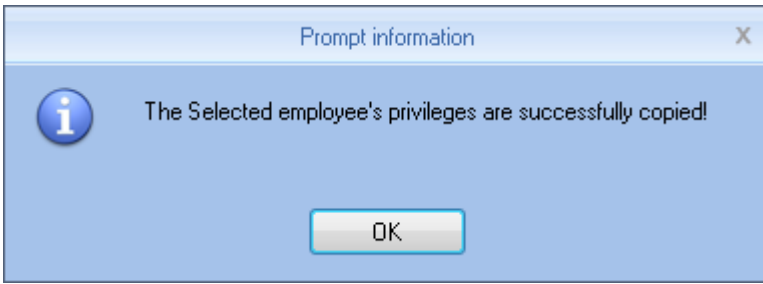 Prompt information
X
The Selected employee's privileges are successfully copied!
OK